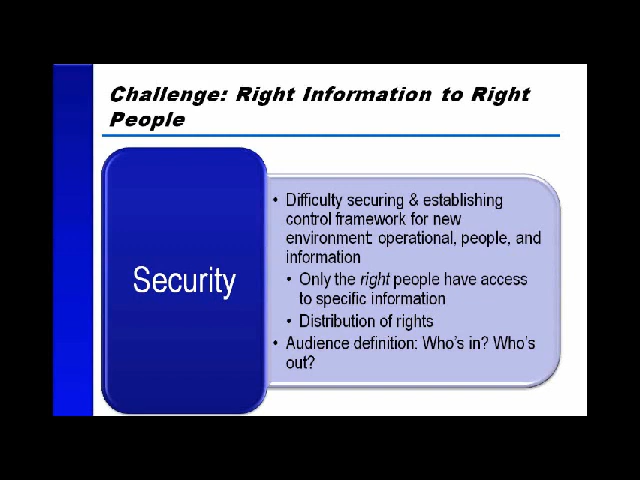 Challenge: Right Information to Right
People
Security
• Difficulty securing & establishing
control framework for new
environment: operational, people, and
information
• Only the right people have access
to specific information
• Distribution of rights
• Audience definition: Who's in? Who's
out?